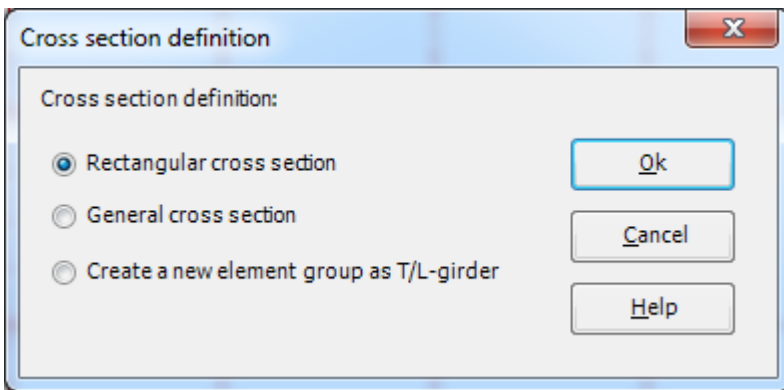 Cross section definition
Cross section definition:
Rectangular cross section
General cross section
Create a new element group as T/L-girder
Ok
Cancel
Help